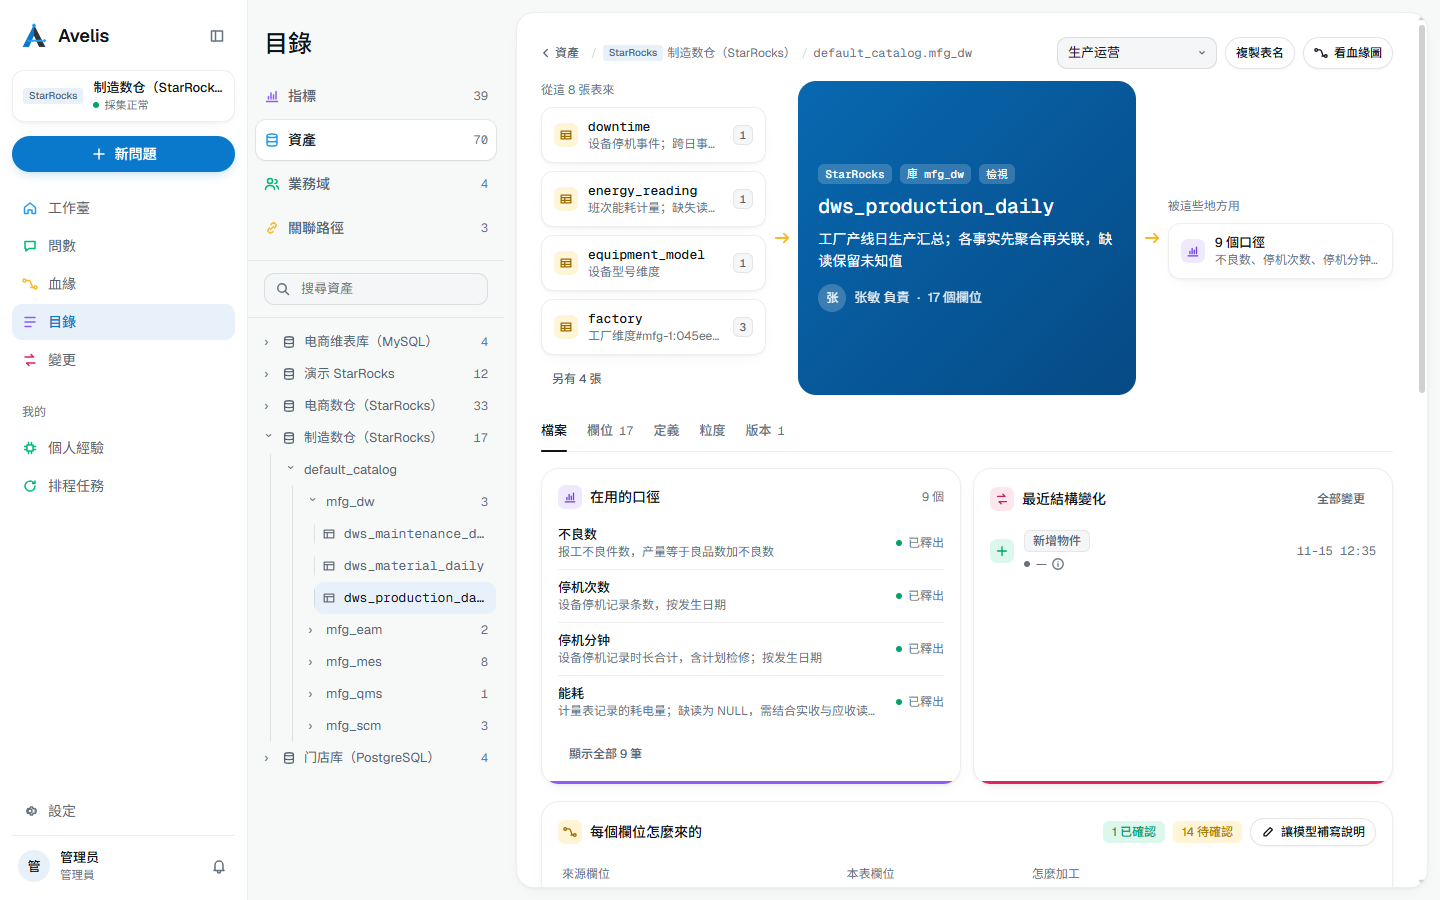 Avelis
StarRocks
制造数仓（StarRock...
採集正常
新問題
工作臺
問數
血緣
目錄
變更
我的
個人經驗
排程任務
設定
管
管理员
管理員
目錄
指標 39
資產 70
業務域 4
關聯路徑 3
搜尋資產
电商维表库（MySQL） 4
演示 StarRocks 12
电商数仓（StarRocks） 33
制造数仓（StarRocks） 17
default_catalog
mfg_dw 3
dws_maintenance_d…
dws_material_daily
dws_production_da…
mfg_eam 2
mfg_mes 8
mfg_qms 1
mfg_scm 3
门店库（PostgreSQL） 4
資產 / StarRocks 制造数仓（StarRocks） / default_catalog.mfg_dw
生产运营
複製表名
看血緣圖
從這 8 張表來
downtime
设备停机事件；跨日事...
1
energy_reading
班次能耗计量；缺失读...
1
equipment_model
设备型号维度
1
factory
工厂维度#mfg-1:045ee...
3
另有 4 張
StarRocks 庫 mfg_dw 檢視
dws_production_daily
工厂产线日生产汇总；各事实先聚合再关联，缺
读保留未知值
张 张敏 負責 · 17 個欄位
被這些地方用
9 個口徑
不良数、停机次数、停机分钟...
檔案 欄位 17 定義 粒度 版本 1
在用的口徑 9 個
不良数
报工不良件数，产量等于良品数加不良数
已釋出
停机次数
设备停机记录条数，按发生日期
已釋出
停机分钟
设备停机记录时长合计，含计划检修；按发生日期
已釋出
能耗
计量表记录的耗电量；缺读为 NULL，需结合实收与应收读...
已釋出
顯示全部 9 筆
最近結構變化 全部變更
新增物件
—
11-15 12:35
每個欄位怎麼來的
1 已確認
14 待確認
讓模型補寫說明
來源欄位 本表欄位 怎麼加工